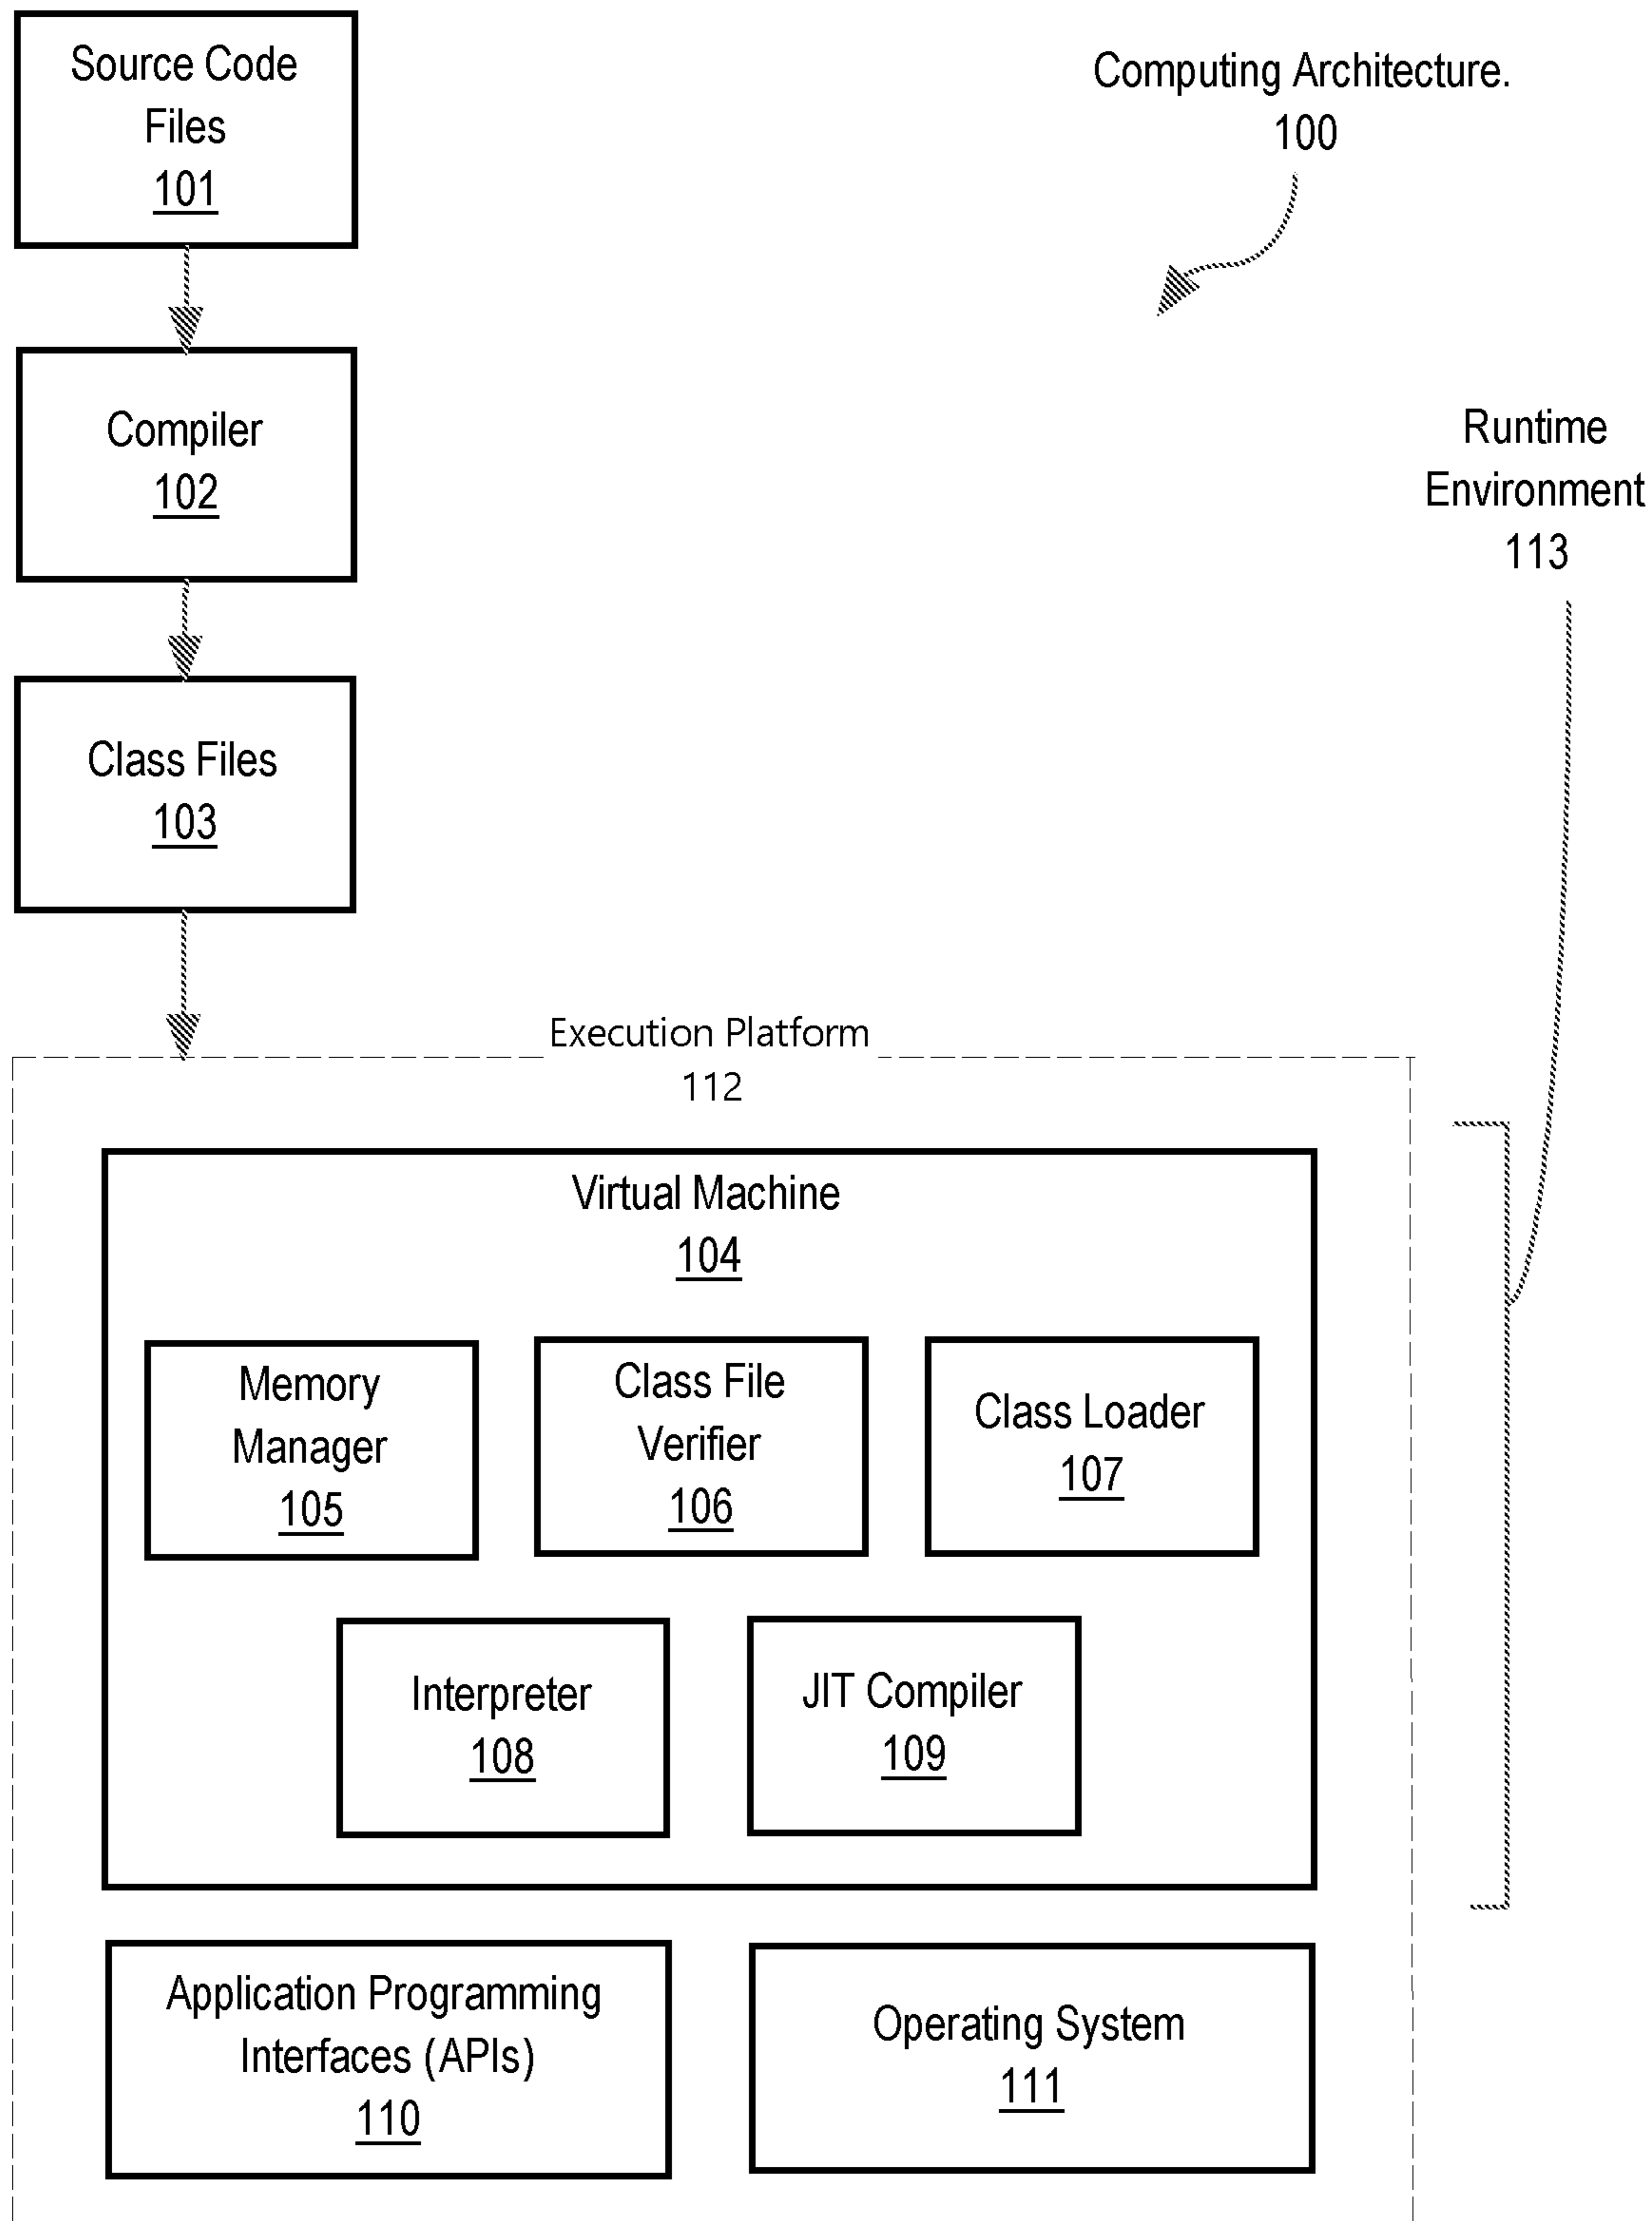 Source Code
Files
101
Computing Architecture.
100
Compiler
102
Runtime
Environment
113
Class Files
103
Execution Platform
112
Virtual Machine
104
Memory
Manager
105
Class File
Verifier
106
Class Loader
107
Interpreter
108
JIT Compiler
109
Application Programming
Interfaces (APIs)
110
Operating System
111